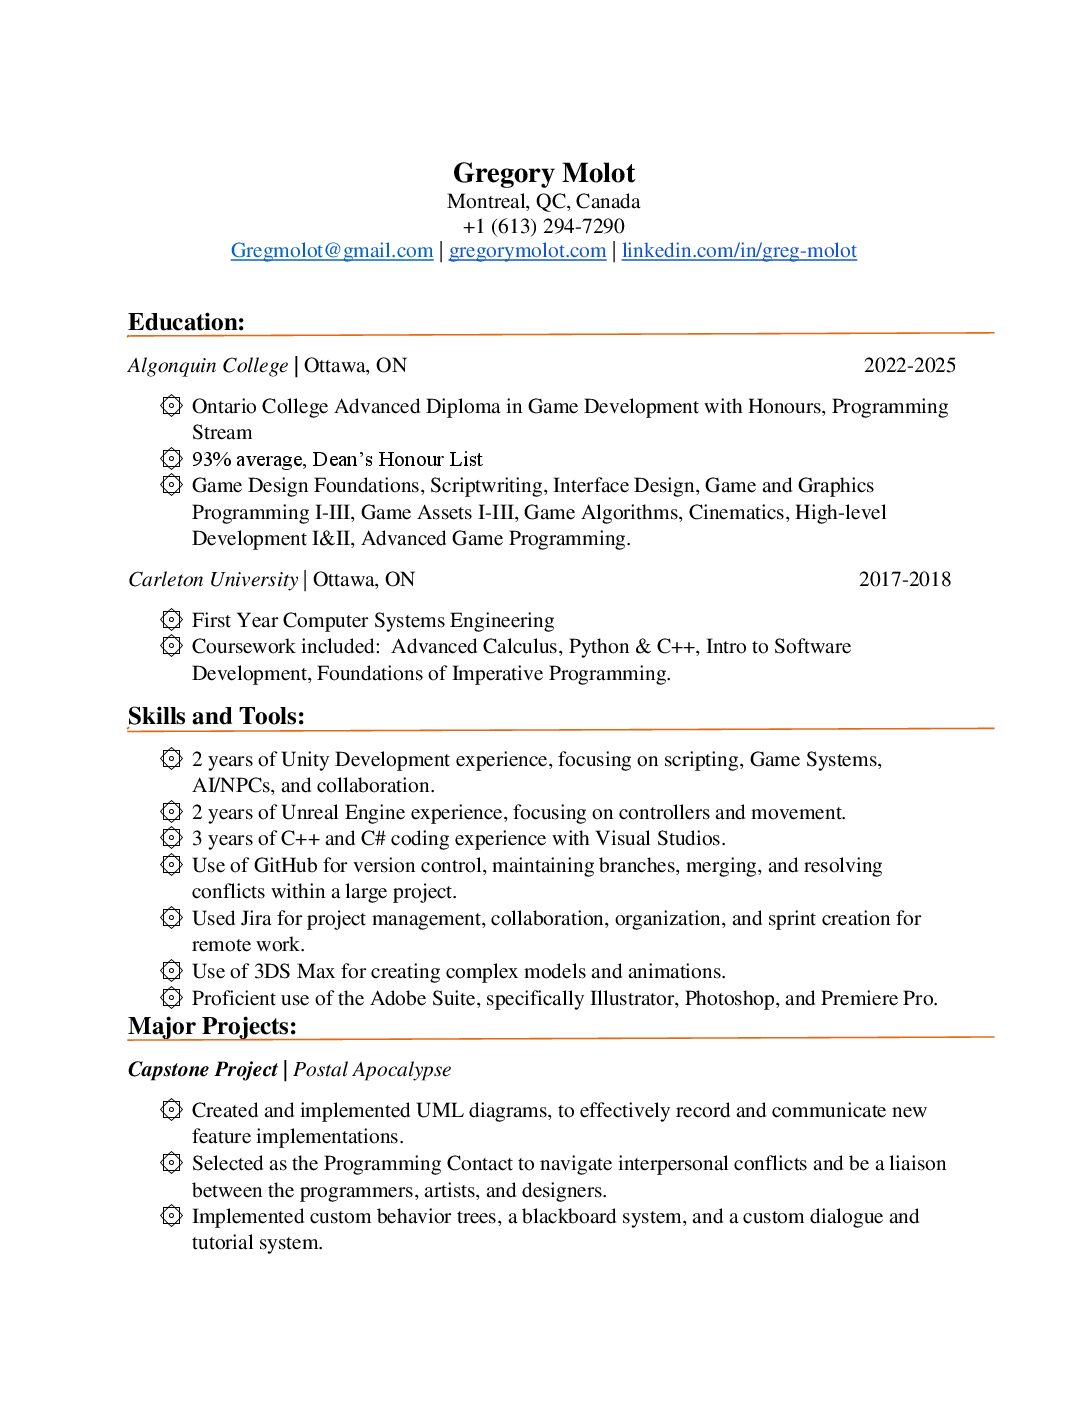 Gregory Molot
Montreal, QC, Canada
+1 (613) 294-7290
Gregmolot@gmail.com | gregorymolot.com | linkedin.com/in/greg-molot
Education:
Algonquin College | Ottawa, ON 2022-2025
Ontario College Advanced Diploma in Game Development with Honours, Programming
Stream
93% average, Dean’s Honour List
Game Design Foundations, Scriptwriting, Interface Design, Game and Graphics
Programming I-III, Game Assets I-III, Game Algorithms, Cinematics, High-level
Development I&II, Advanced Game Programming.
Carleton University | Ottawa, ON 2017-2018
First Year Computer Systems Engineering
Coursework included:  Advanced Calculus, Python & C++, Intro to Software
Development, Foundations of Imperative Programming.
Skills and Tools:
2 years of Unity Development experience, focusing on scripting, Game Systems,
AI/NPCs, and collaboration.
2 years of Unreal Engine experience, focusing on controllers and movement.
3 years of C++ and C# coding experience with Visual Studios.
Use of GitHub for version control, maintaining branches, merging, and resolving
conflicts within a large project.
Used Jira for project management, collaboration, organization, and sprint creation for
remote work.
Use of 3DS Max for creating complex models and animations.
Proficient use of the Adobe Suite, specifically Illustrator, Photoshop, and Premiere Pro.
Major Projects:
Capstone Project | Postal Apocalypse
Created and implemented UML diagrams, to effectively record and communicate new
feature implementations.
Selected as the Programming Contact to navigate interpersonal conflicts and be a liaison
between the programmers, artists, and designers.
Implemented custom behavior trees, a blackboard system, and a custom dialogue and
tutorial system.